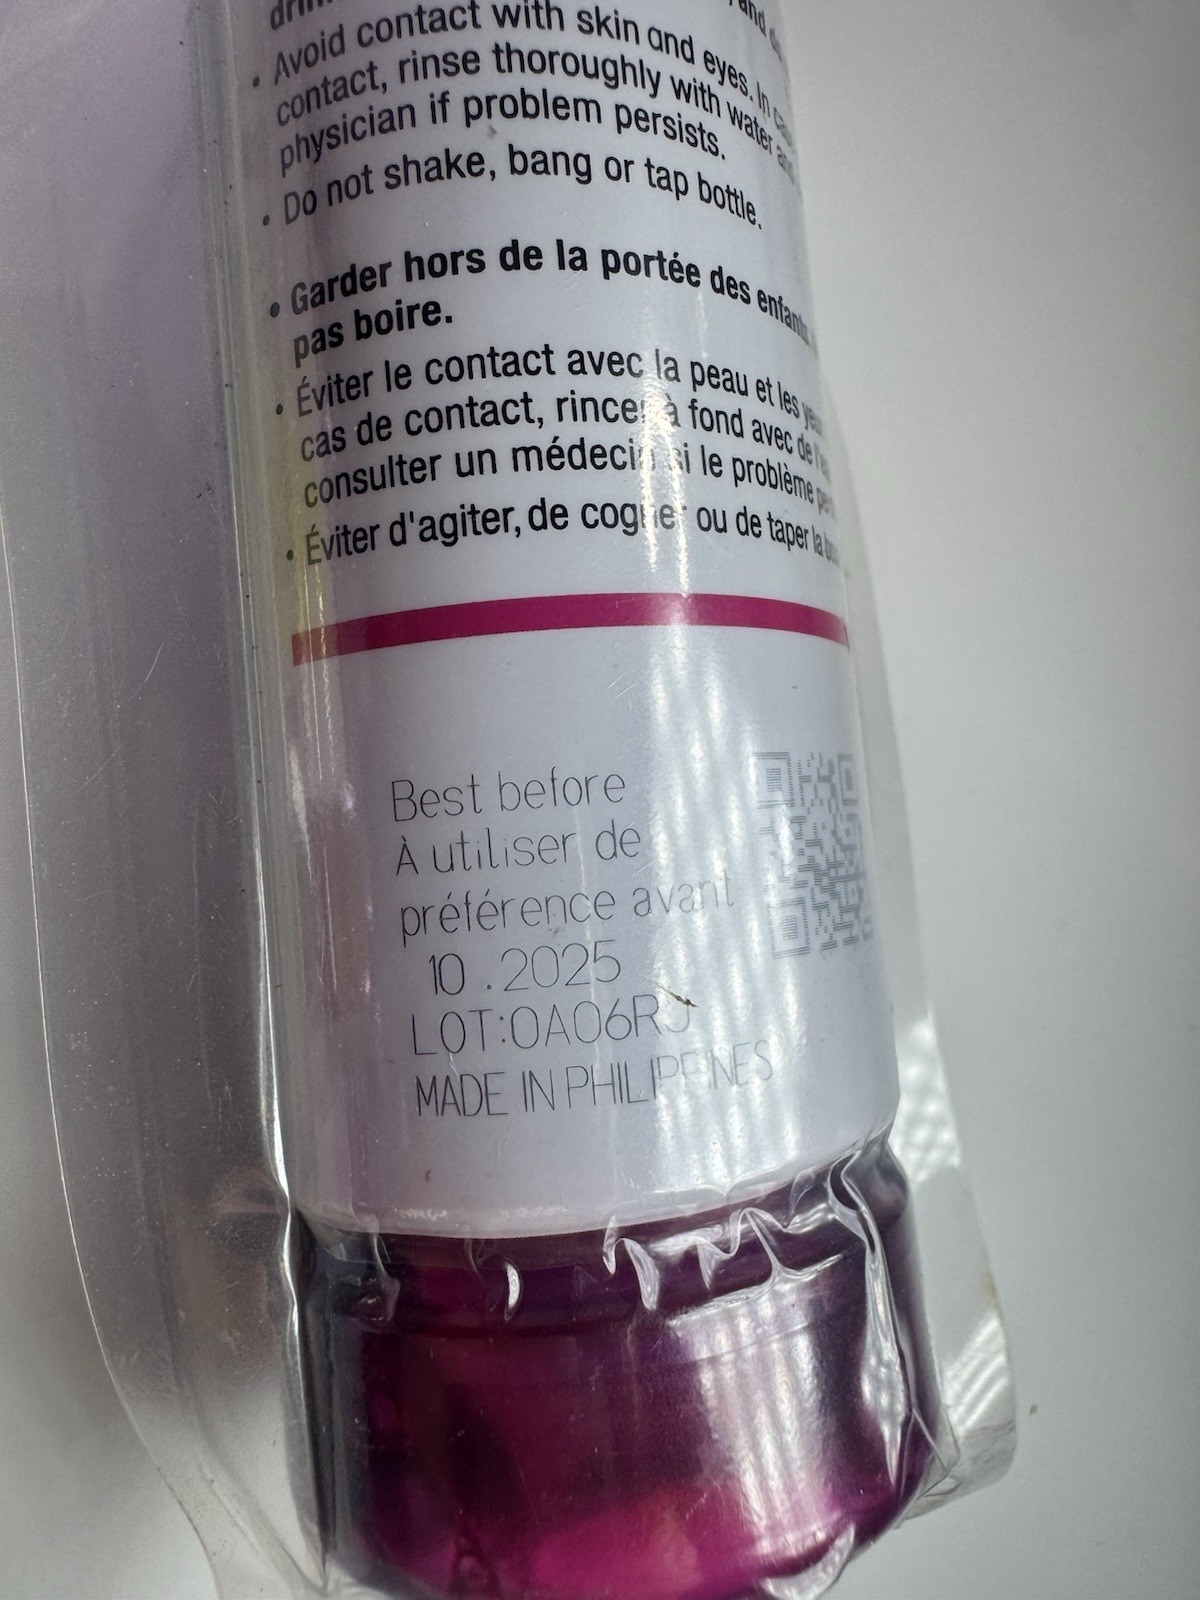 and
• Avoid contact with skin and eyes. In
contact, rinse thoroughly with water and
physician if problem persists.
• Do not shake, bang or tap bottle.
• Garder hors de la portée des enfants
pas boire.
• Éviter le contact avec la peau et les
cas de contact, rincer à fond avec de
consulter un médecin si le problème
• Éviter d'agiter, de cogner ou de taper la
Best before
À utiliser de
préférence avant
10 . 2025
LOT:0A06RJ
MADE IN PHILIPPINES